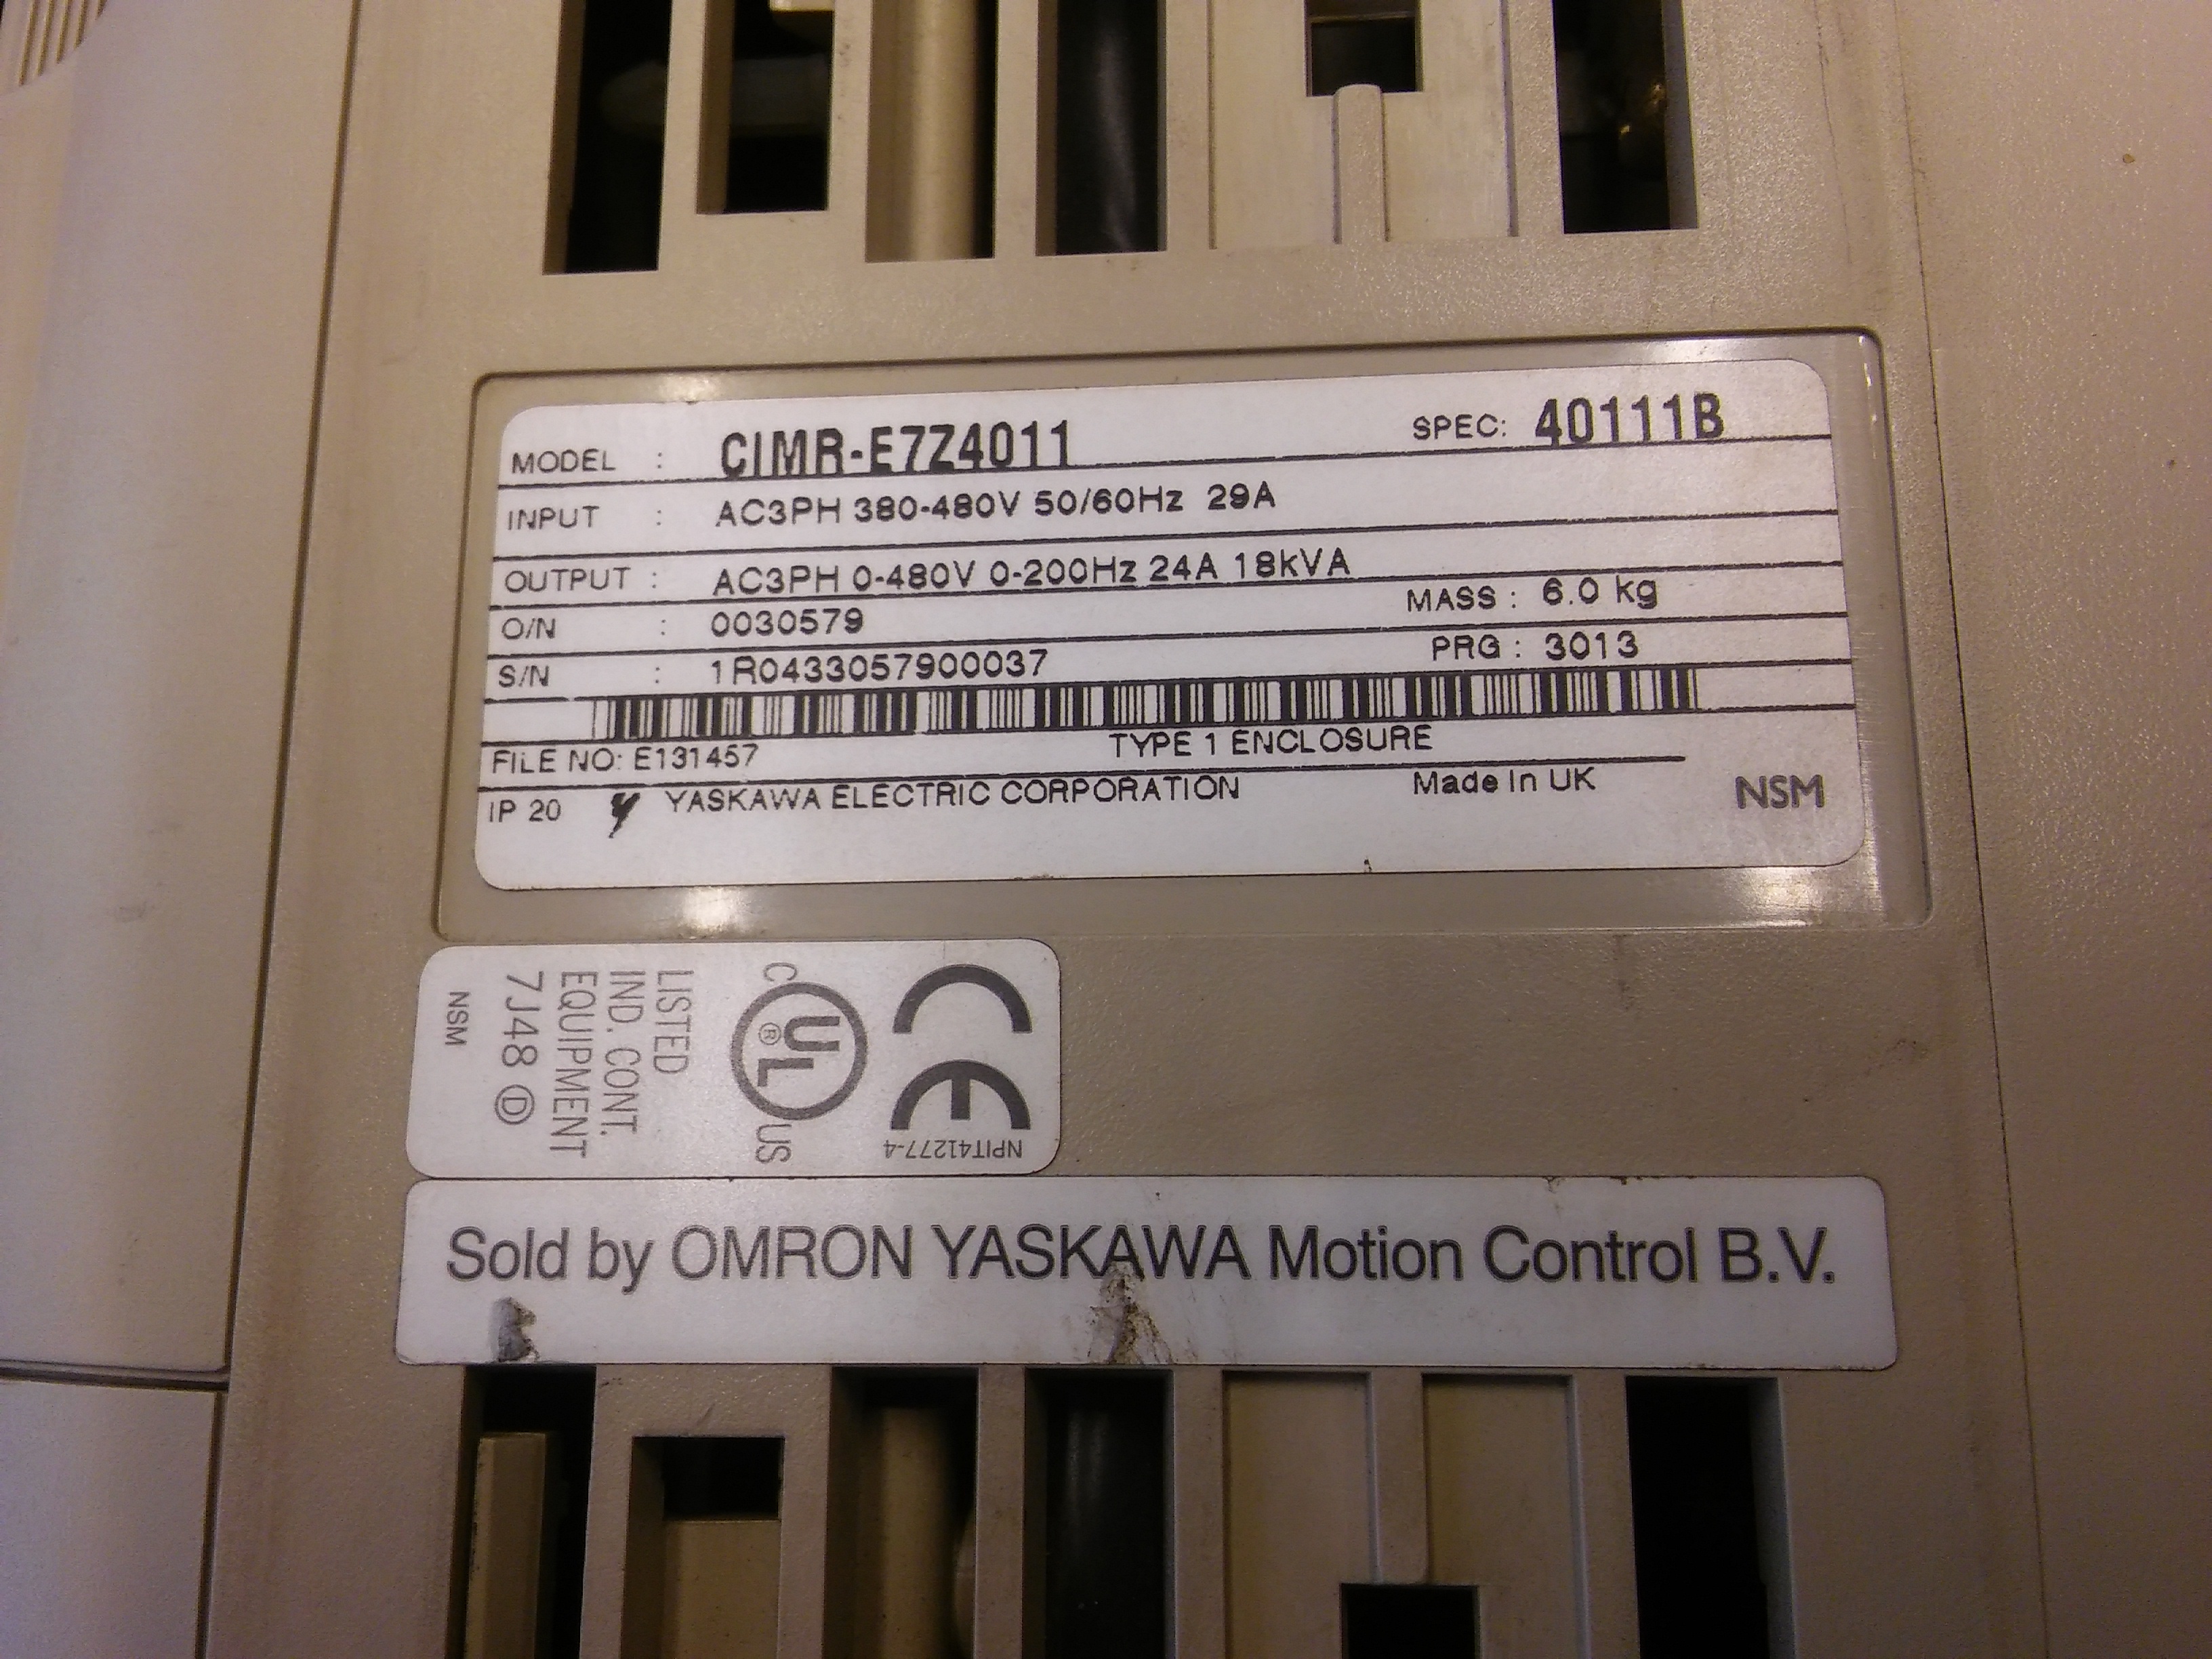 MODEL : CIMR-E7Z4011 SPEC: 40111B
INPUT : AC3PH 380-480V 50/60Hz 29A
OUTPUT : AC3PH 0-480V 0-200Hz 24A 18kVA
O/N : 0030579 MASS : 6.0 kg
S/N : 1R0433057900037 PRG : 3013
FILE NO: E131457 TYPE 1 ENCLOSURE
IP 20 YASKAWA ELECTRIC CORPORATION Made In UK NSM
CE
NPIT41277-4
C UL ® US
LISTED
IND. CONT.
EQUIPMENT
7J48 D
NSM
Sold by OMRON YASKAWA Motion Control B.V.